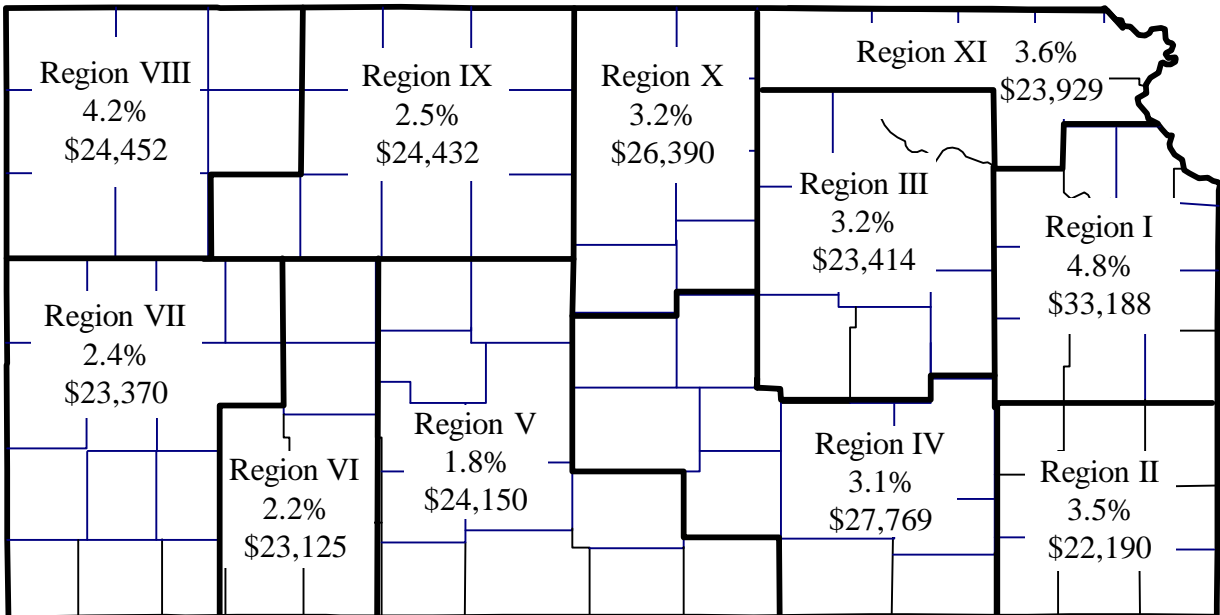 Region VIII
4.2%
$24,452
Region IX
2.5%
$24,432
Region X
3.2%
$26,390
Region XI 3.6%
$23,929
Region III
3.2%
$23,414
Region I
4.8%
$33,188
Region VII
2.4%
$23,370
Region VI
2.2%
$23,125
Region V
1.8%
$24,150
Region IV
3.1%
$27,769
Region II
3.5%
$22,190